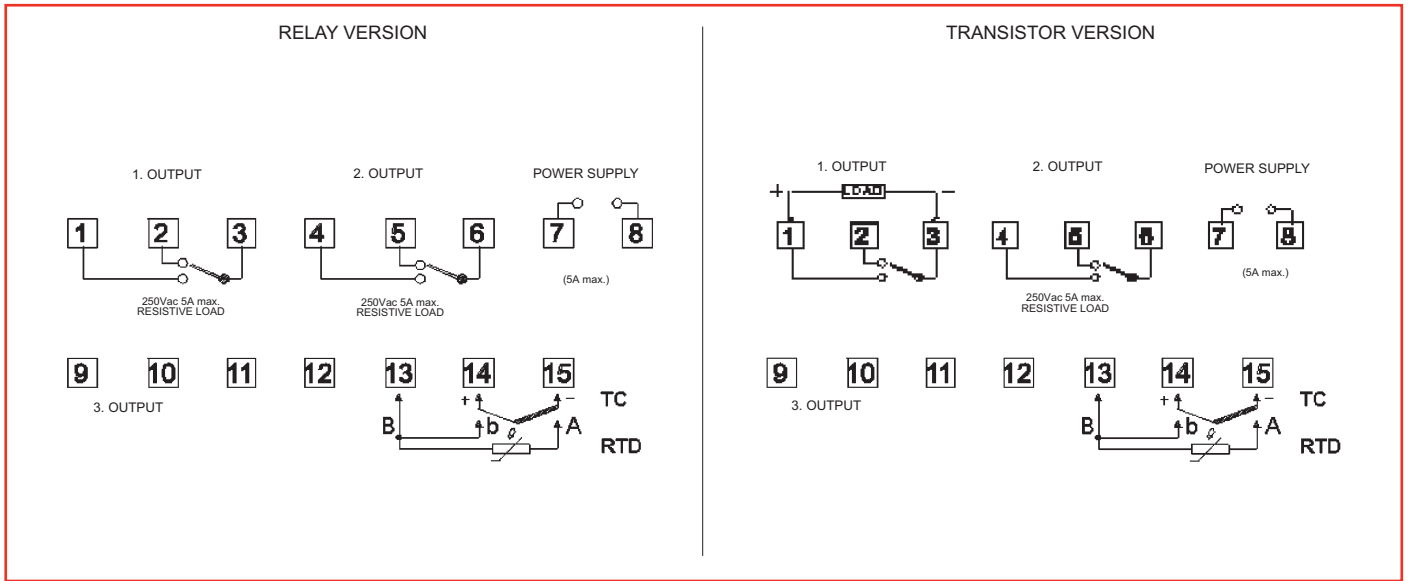 RELAY VERSION
1. OUTPUT
2. OUTPUT
POWER SUPPLY
1 2 3 4 5 6 7 8
(5A max.)
250Vac 5A max.
RESISTIVE LOAD
250Vac 5A max.
RESISTIVE LOAD
9 10 11 12 13 14 15
3. OUTPUT
+ - TC
B b A
RTD
TRANSISTOR VERSION
1. OUTPUT
2. OUTPUT
POWER SUPPLY
+ LOAD -
1 2 3 4 5 6 7 8
(5A max.)
250Vac 5A max.
RESISTIVE LOAD
9 10 11 12 13 14 15
3. OUTPUT
+ - TC
B b A
RTD